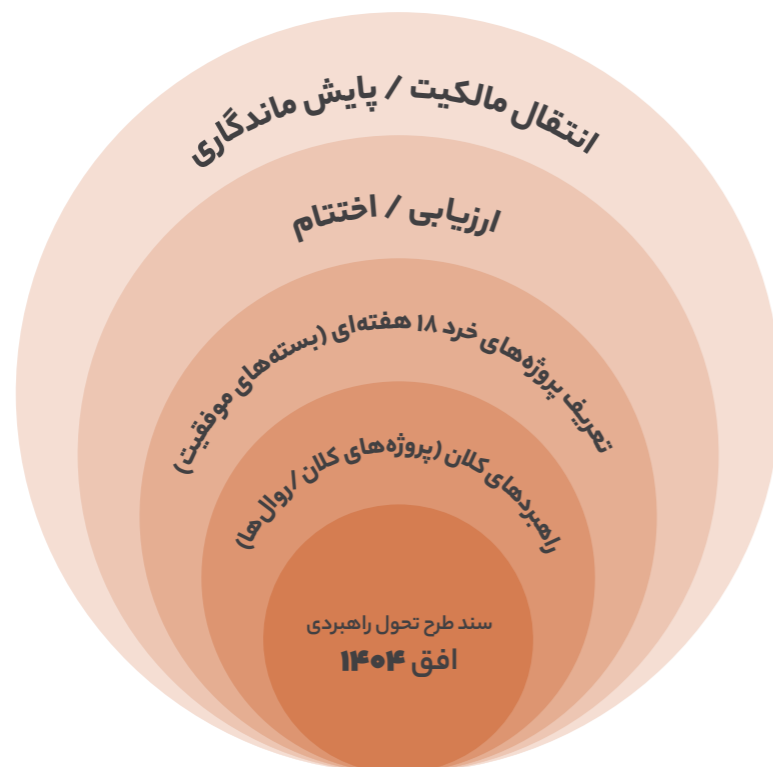 انتقال مالکیت / پایش ماندگاری
ارزیابی / اختتام
تعریف پروژه‌های خرد ۱۸ هفته‌ای (بسته‌های موفقیت)
راهبردهای کلان (پروژه‌های کلان /روال‌ها)
سند طرح تحول راهبردی
افق ۱۴۰۴